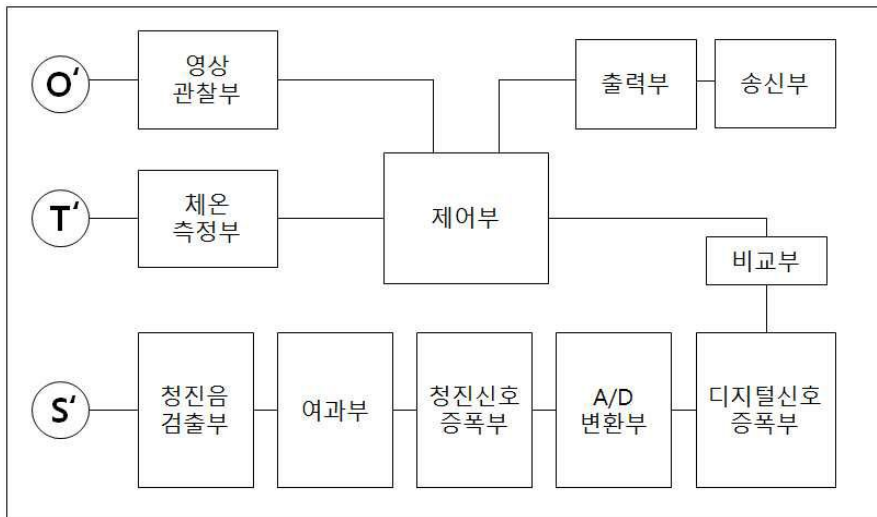 O‘
영상
관찰부
출력부
송신부
T‘
체온
측정부
제어부
비교부
S‘
청진음
검출부
여과부
청진신호
증폭부
A/D
변환부
디지털신호
증폭부